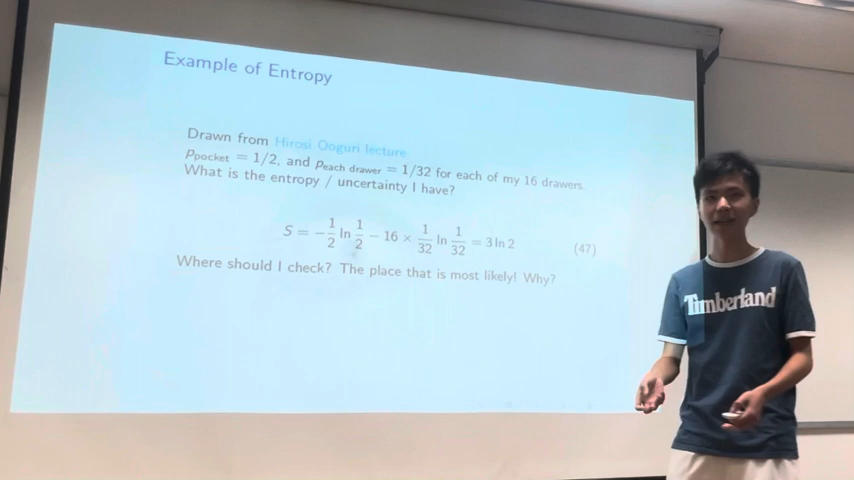 Example of Entropy
Drawn from Hirosi Ooguri lecture
p_pocket = 1/2, and p_each drawer = 1/32 for each of my 16 drawers.
What is the entropy / uncertainty I have?
S = −1/2 ln 1/2 − 16 × 1/32 ln 1/32 = 3 ln 2 (47)
Where should I check? The place that is most likely! Why?
Timberland